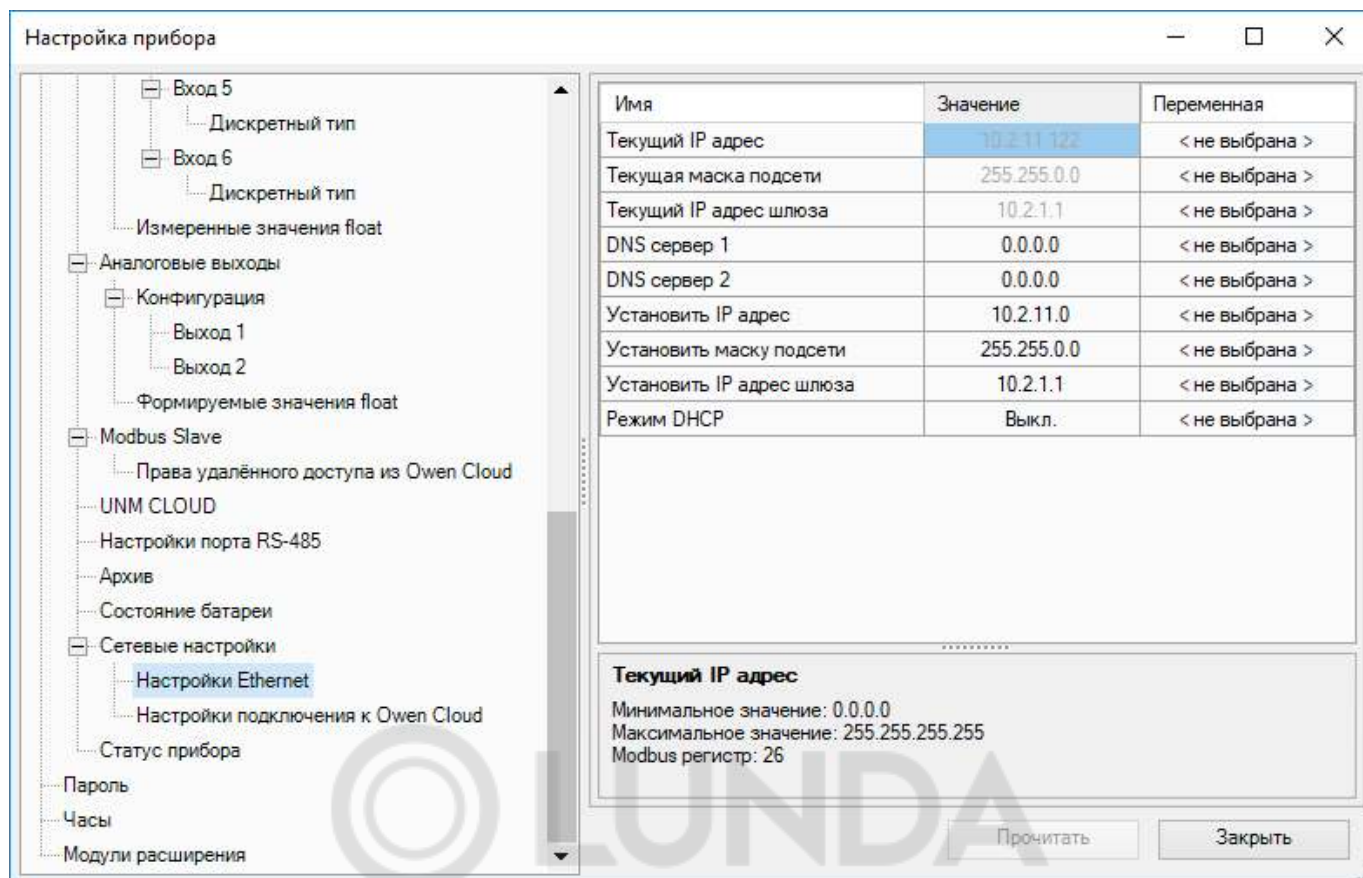 Настройка прибора
Вход 5
Дискретный тип
Вход 6
Дискретный тип
Измеренные значения float
Аналоговые выходы
Конфигурация
Выход 1
Выход 2
Формируемые значения float
Modbus Slave
Права удалённого доступа из Owen Cloud
UNM CLOUD
Настройки порта RS-485
Архив
Состояние батареи
Сетевые настройки
Настройки Ethernet
Настройки подключения к Owen Cloud
Статус прибора
Пароль
Часы
Модули расширения
Имя Значение Переменная
Текущий IP адрес 10.2.11.122 < не выбрана >
Текущая маска подсети 255.255.0.0 < не выбрана >
Текущий IP адрес шлюза 10.2.1.1 < не выбрана >
DNS сервер 1 0.0.0.0 < не выбрана >
DNS сервер 2 0.0.0.0 < не выбрана >
Установить IP адрес 10.2.11.0 < не выбрана >
Установить маску подсети 255.255.0.0 < не выбрана >
Установить IP адрес шлюза 10.2.1.1 < не выбрана >
Режим DHCP Выкл. < не выбрана >
Текущий IP адрес
Минимальное значение: 0.0.0.0
Максимальное значение: 255.255.255.255
Modbus регистр: 26
Прочитать Закрыть
LUNDA